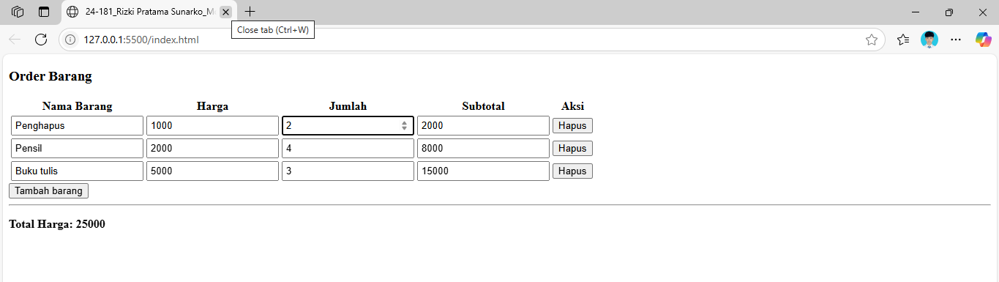 24-181_Rizki Pratama Sunarko_M
Close tab (Ctrl+W)
127.0.0.1:5500/index.html
Order Barang
Nama Barang Harga Jumlah Subtotal Aksi
Penghapus 1000 2 2000 Hapus
Pensil 2000 4 8000 Hapus
Buku tulis 5000 3 15000 Hapus
Tambah barang
Total Harga: 25000